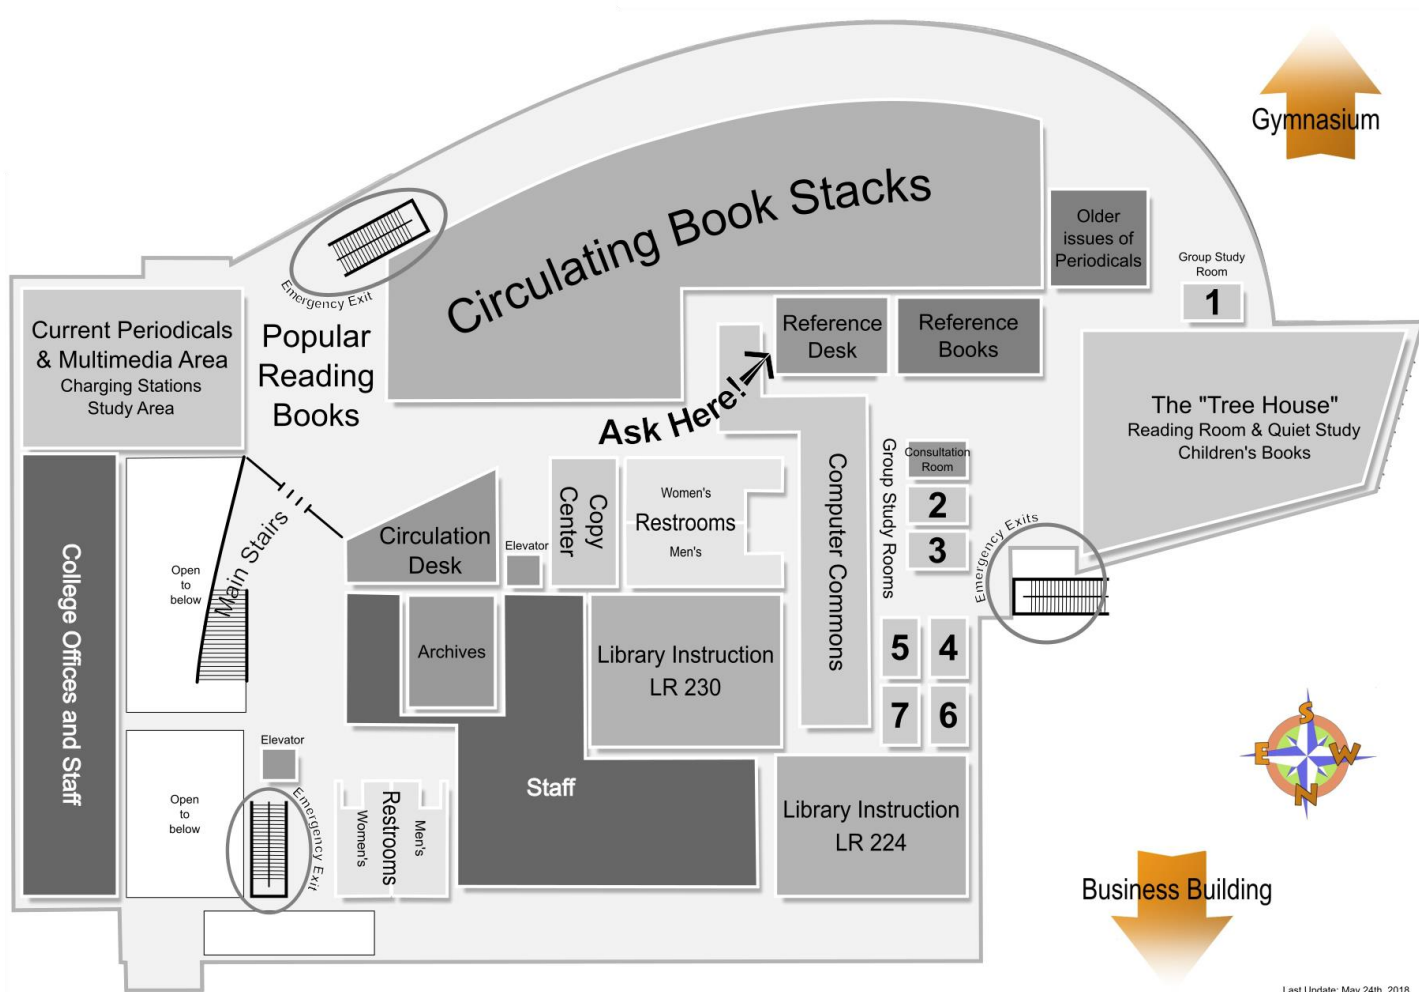 Gymnasium
Circulating Book Stacks
Older
issues of
Periodicals
Group Study
Room
1
Emergency Exit
Current Periodicals
& Multimedia Area
Charging Stations
Study Area
Popular
Reading
Books
Reference
Desk
Reference
Books
Ask Here!
The "Tree House"
Reading Room & Quiet Study
Children's Books
Consultation
Room
Group Study Rooms
2
3
Emergency Exits
Computer Commons
Women's
Restrooms
Men's
Copy
Center
Elevator
Circulation
Desk
Main Stairs
Open
to
below
College Offices and Staff
Archives
Library Instruction
LR 230
5
4
7
6
S
E
W
N
Elevator
Open
to
below
Emergency Exit
Women's
Restrooms
Men's
Staff
Library Instruction
LR 224
Business Building
Last Update: May 24th, 2018